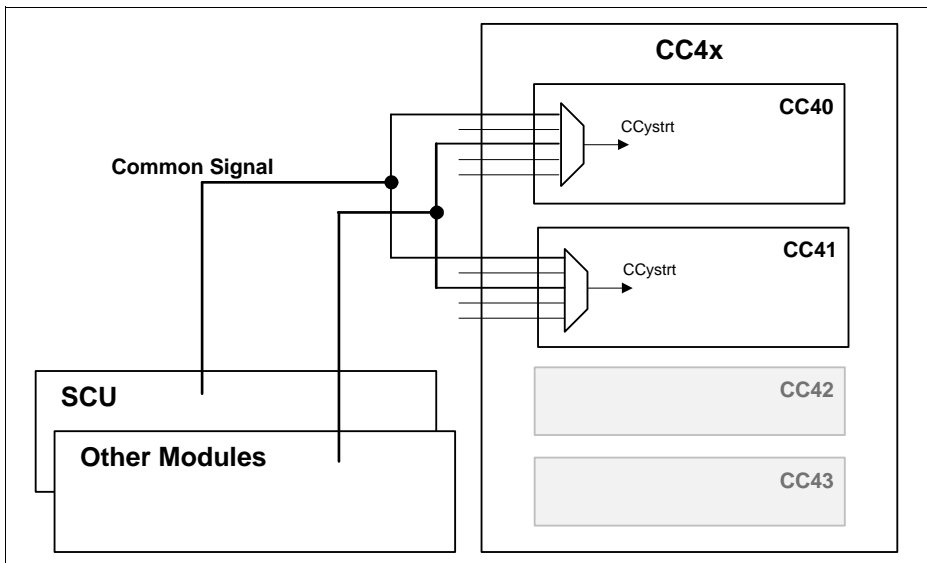 CC4x
CC40
CCystrt
Common Signal
CC41
CCystrt
SCU
CC42
Other Modules
CC43